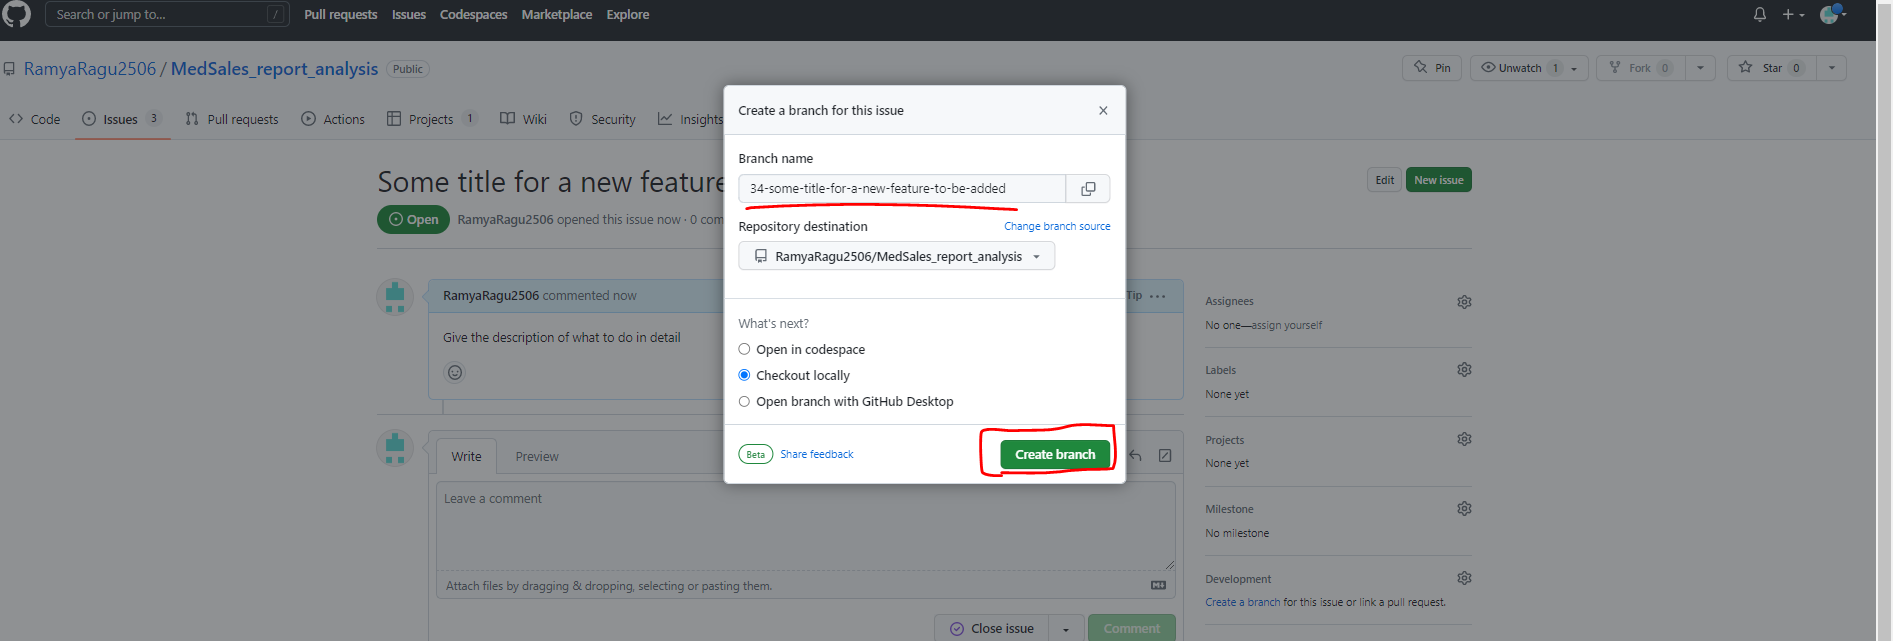 Search or jump to... /
Pull requests Issues Codespaces Marketplace Explore
RamyaRagu2506 / MedSales_report_analysis Public
Pin Unwatch 1 Fork 0 Star 0
Code Issues 3 Pull requests Actions Projects 1 Wiki Security Insights
Some title for a new feature
Edit New issue
Open RamyaRagu2506 opened this issue now · 0 com
RamyaRagu2506 commented now
Tip ...
Give the description of what to do in detail
Write Preview
Leave a comment
Attach files by dragging & dropping, selecting or pasting them.
Close issue Comment
Create a branch for this issue
Branch name
34-some-title-for-a-new-feature-to-be-added
Repository destination Change branch source
RamyaRagu2506/MedSales_report_analysis
What's next?
Open in codespace
Checkout locally
Open branch with GitHub Desktop
Beta Share feedback Create branch
Assignees
No one—assign yourself
Labels
None yet
Projects
None yet
Milestone
No milestone
Development
Create a branch for this issue or link a pull request.